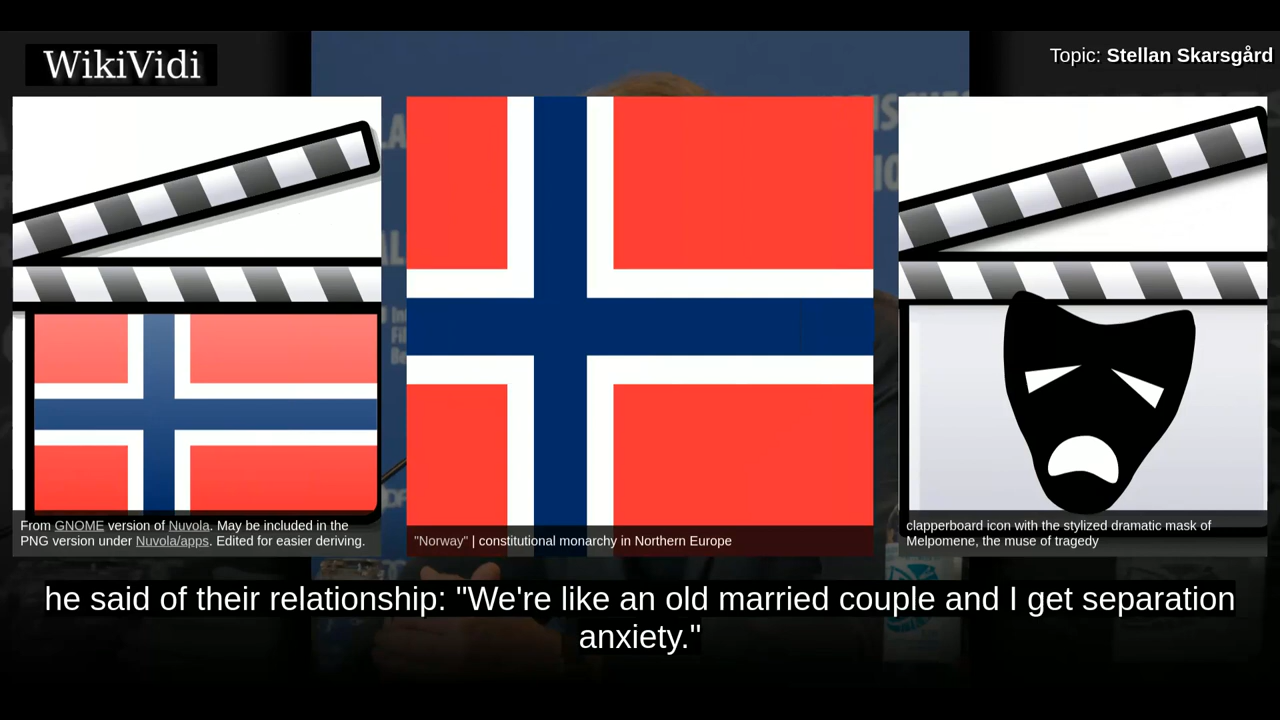 WikiVidi
Topic: Stellan Skarsgård
From GNOME version of Nuvola. May be included in the
PNG version under Nuvola/apps. Edited for easier deriving.
"Norway" | constitutional monarchy in Northern Europe
clapperboard icon with the stylized dramatic mask of
Melpomene, the muse of tragedy
he said of their relationship: "We're like an old married couple and I get separation
anxiety."